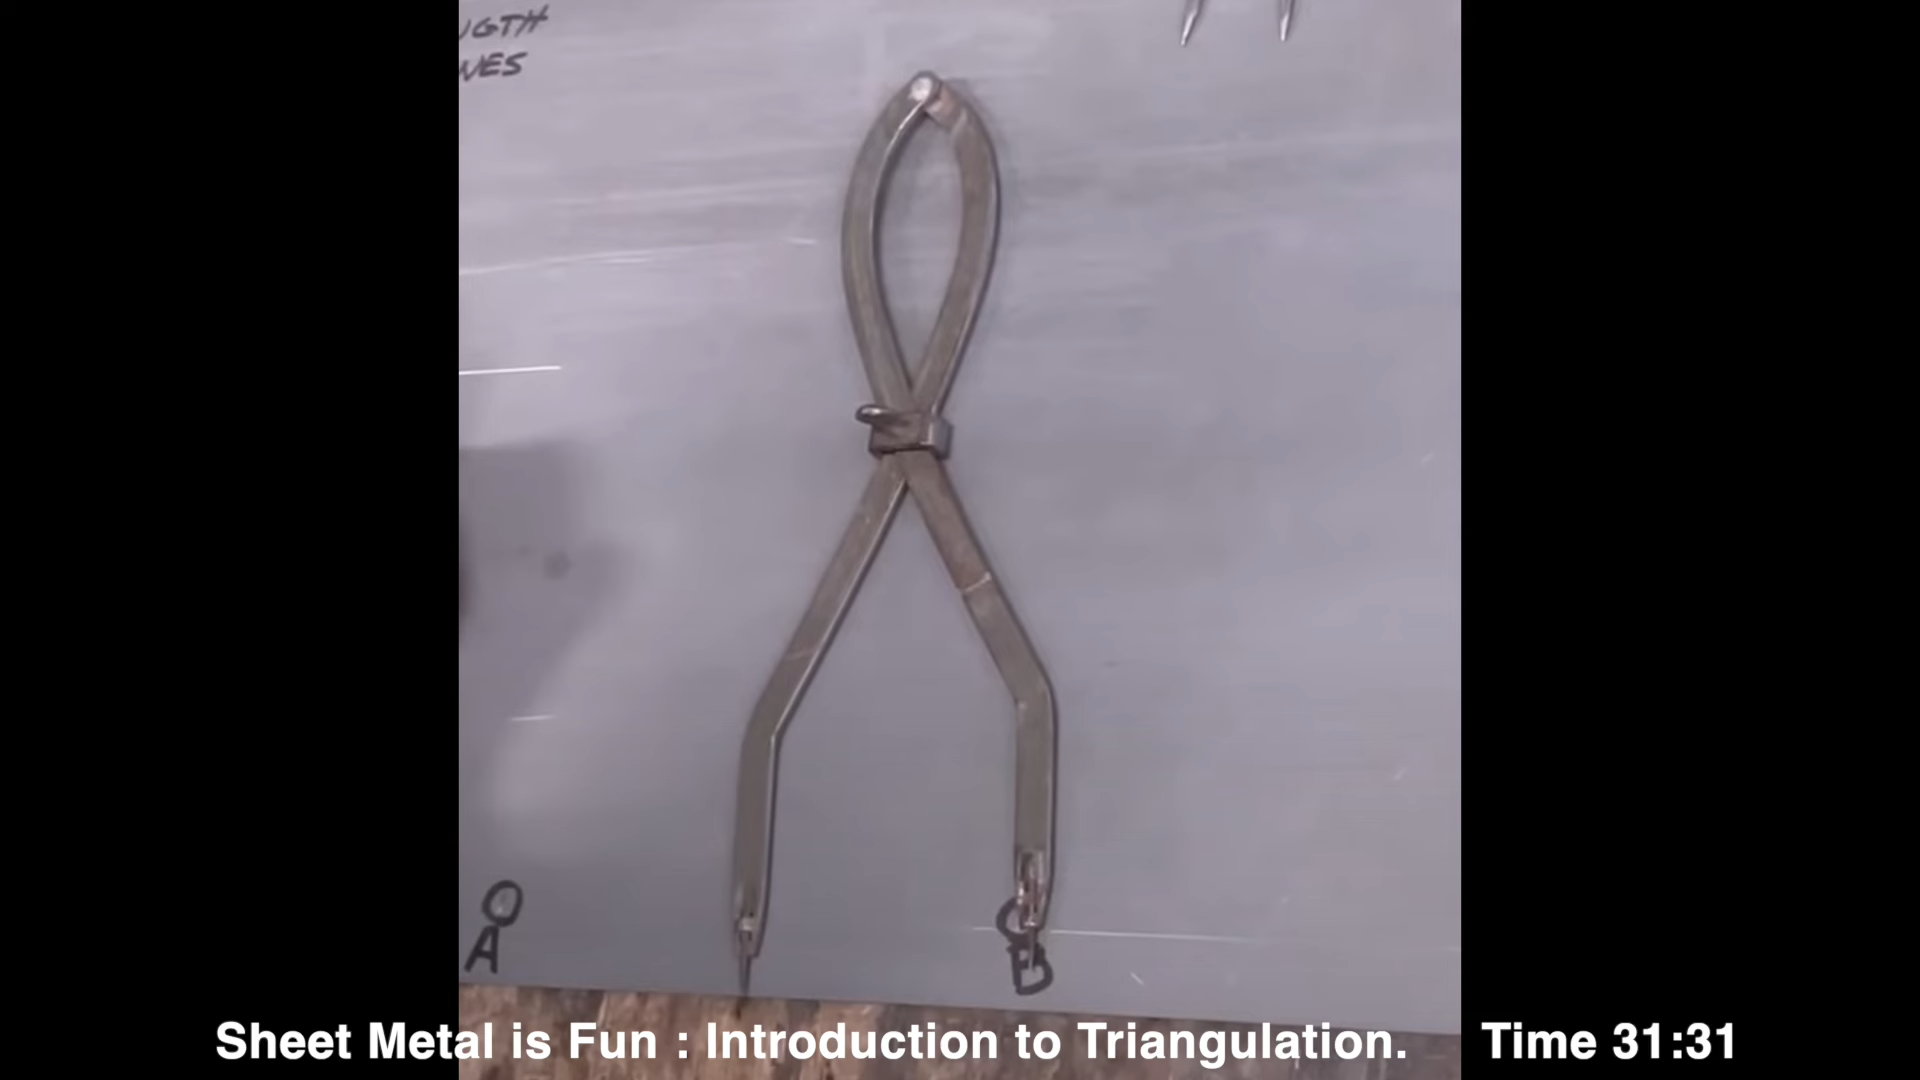 O
A
B
Sheet Metal is Fun : Introduction to Triangulation. Time 31:31